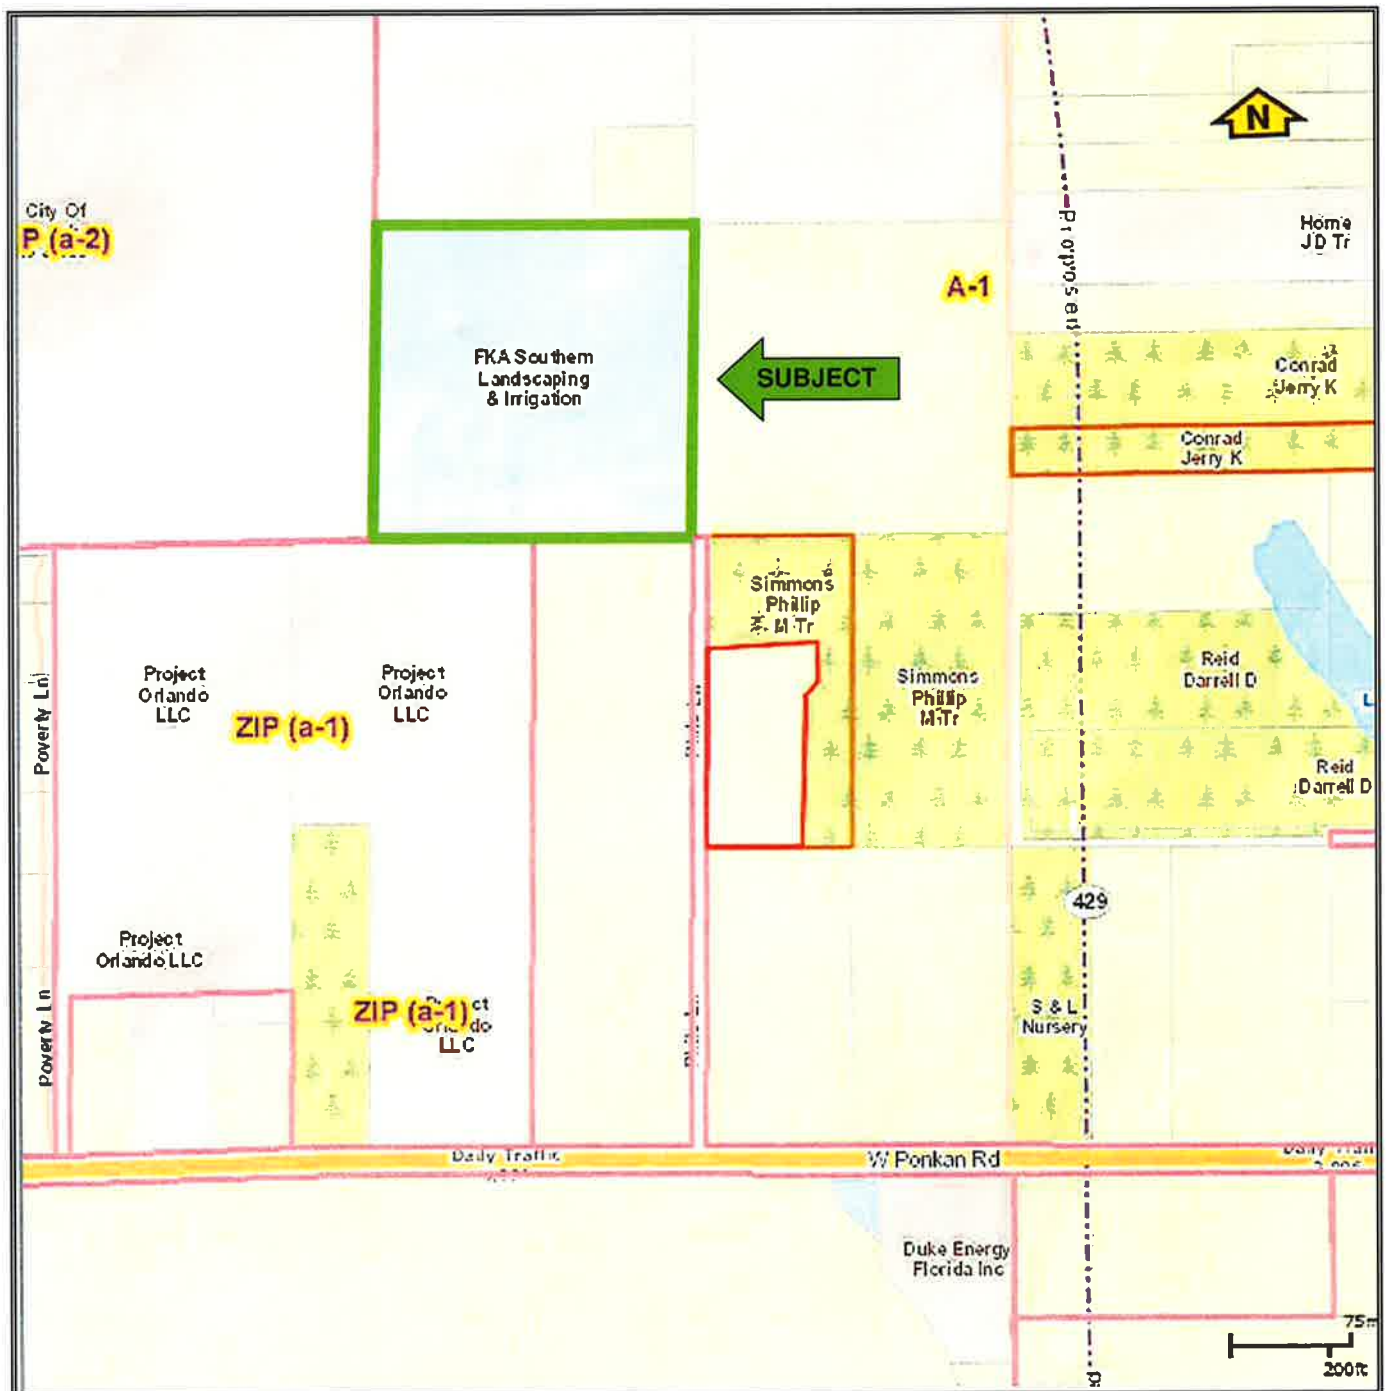 N
City Of
P (a-2)
Home
J D Tr
Proposed
A-1
FKA Southern
Landscaping
& Irrigation
SUBJECT
Conrad
Jerry K
Conrad
Jerry K
Simmons
Phillip
M Tr
Simmons
Phillip
M Tr
Reid
Darrell D
Reid
Darrell D
Project
Orlando
LLC
Project
Orlando
LLC
ZIP (a-1)
Poverty Ln
L
429
Project
Orlando LLC
ZIP (a-1)
LLC
Poverty Ln
S & L
Nursery
Daily Traffic
W Ponkan Rd
Duke Energy
Florida Inc
75m
200ft